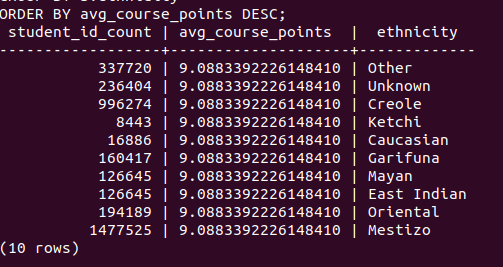 ORDER BY avg_course_points DESC;
student_id_count | avg_course_points | ethnicity
------------------+--------------------+-------------
337720 | 9.0883392226148410 | Other
236404 | 9.0883392226148410 | Unknown
996274 | 9.0883392226148410 | Creole
8443 | 9.0883392226148410 | Ketchi
16886 | 9.0883392226148410 | Caucasian
160417 | 9.0883392226148410 | Garifuna
126645 | 9.0883392226148410 | Mayan
126645 | 9.0883392226148410 | East Indian
194189 | 9.0883392226148410 | Oriental
1477525 | 9.0883392226148410 | Mestizo
(10 rows)